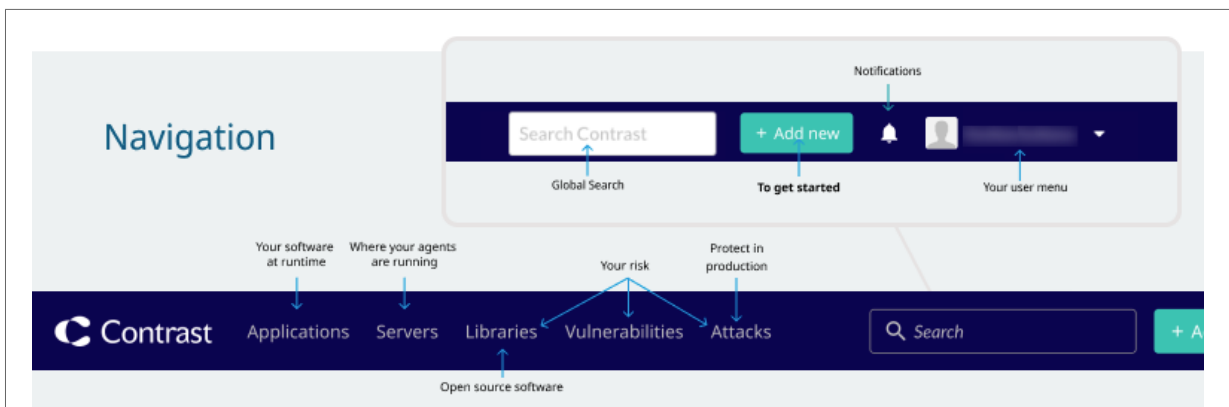 Notifications
Navigation
Search Contrast
+ Add new
Global Search
To get started
Your user menu
Your software
at runtime
Where your agents
are running
Your risk
Protect in
production
Contrast
Applications
Servers
Libraries
Vulnerabilities
Attacks
Search
+ A
Open source software